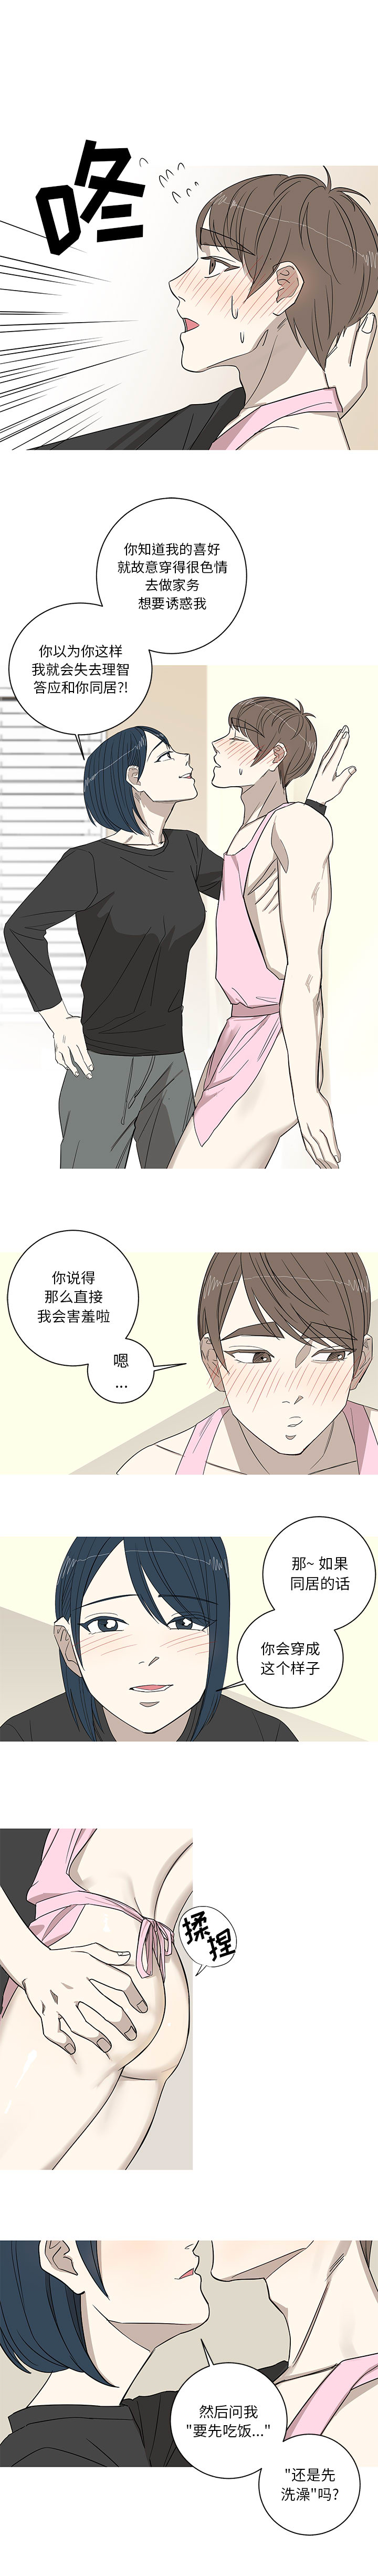 咚
你知道我的喜好
就故意穿得很色情
去做家务
想要诱惑我
你以为你这样
我就会失去理智
答应和你同居?!
你说得
那么直接
我会害羞啦
嗯
...
那~ 如果
同居的话
你会穿成
这个样子
揉
捏
然后问我
"要先吃饭..."
"还是先
洗澡"吗?